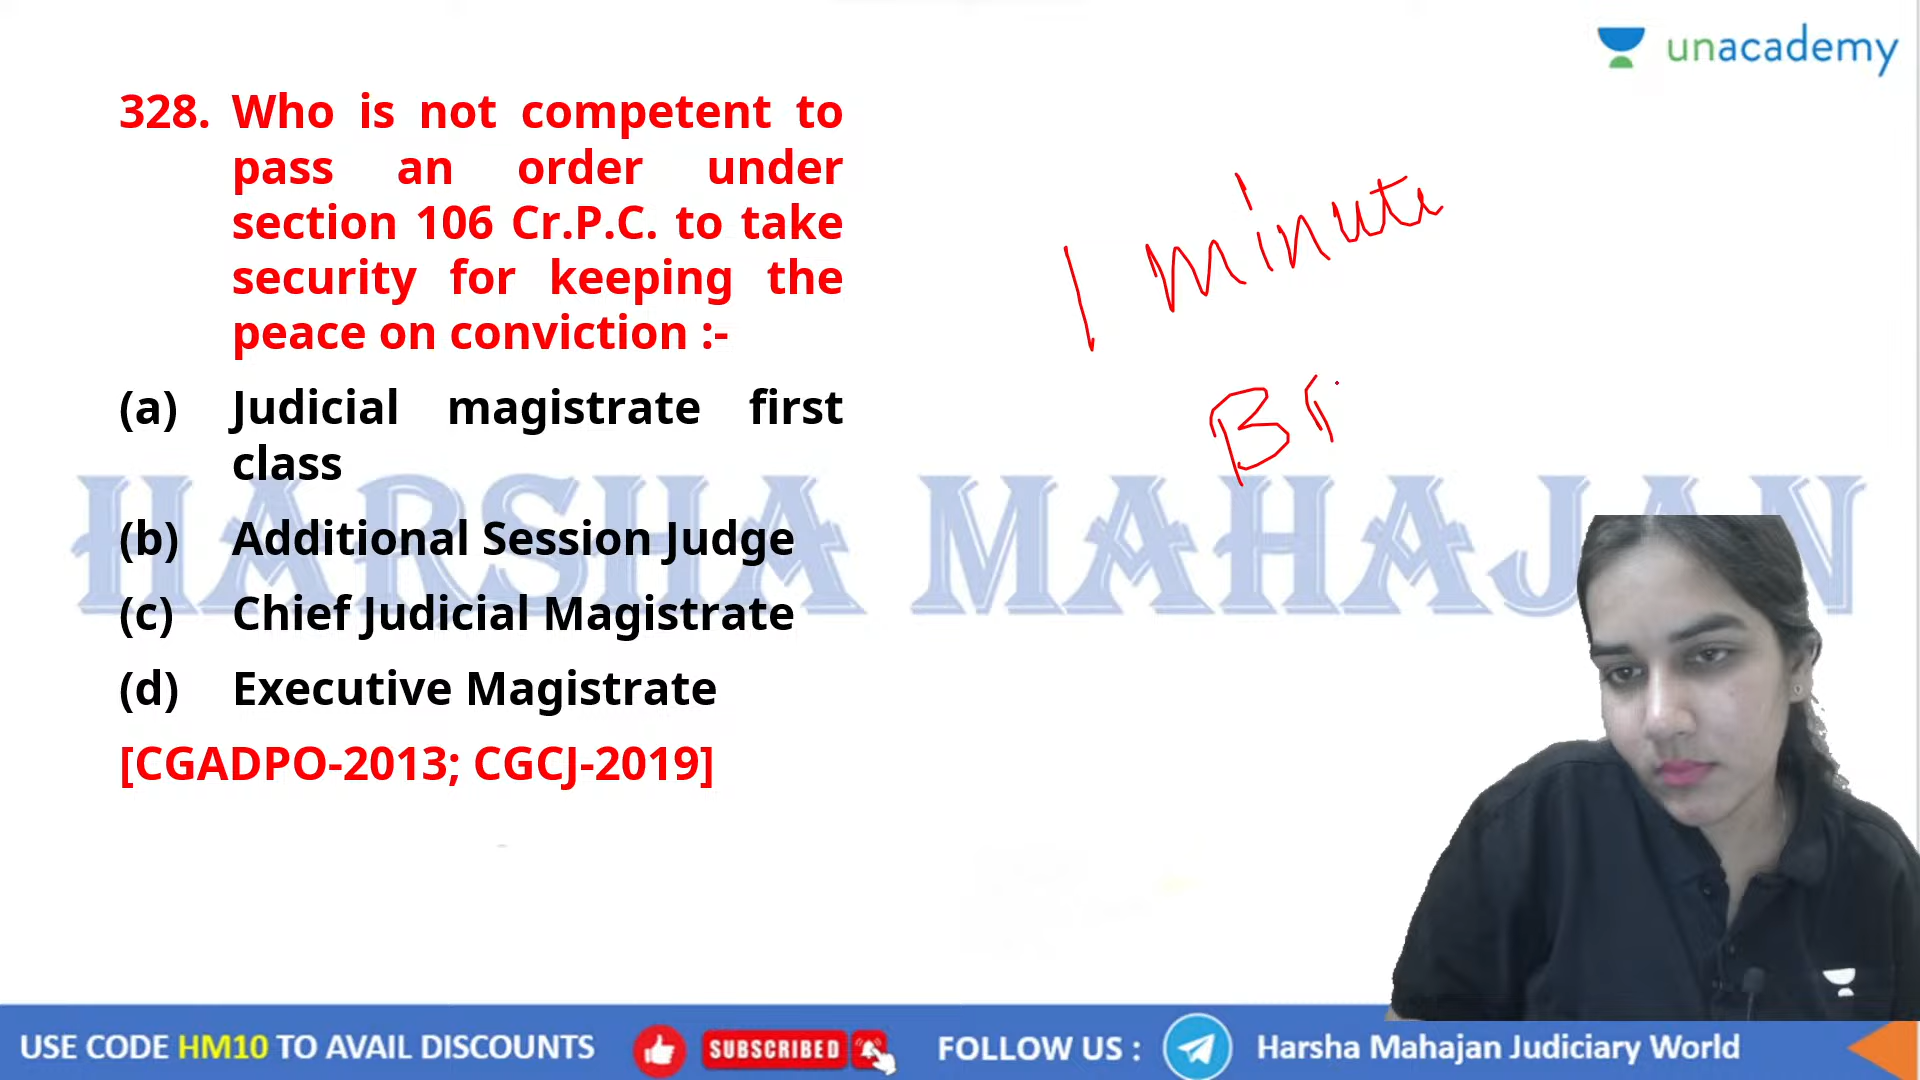 unacademy
328. Who is not competent to
pass an order under
section 106 Cr.P.C. to take
security for keeping the
peace on conviction :-
(a) Judicial magistrate first
class
(b) Additional Session Judge
(c) Chief Judicial Magistrate
(d) Executive Magistrate
[CGADPO-2013; CGCJ-2019]
1 minute
HARSHA MAHAJAN
USE CODE HM10 TO AVAIL DISCOUNTS
SUBSCRIBED
FOLLOW US :
Harsha Mahajan Judiciary World